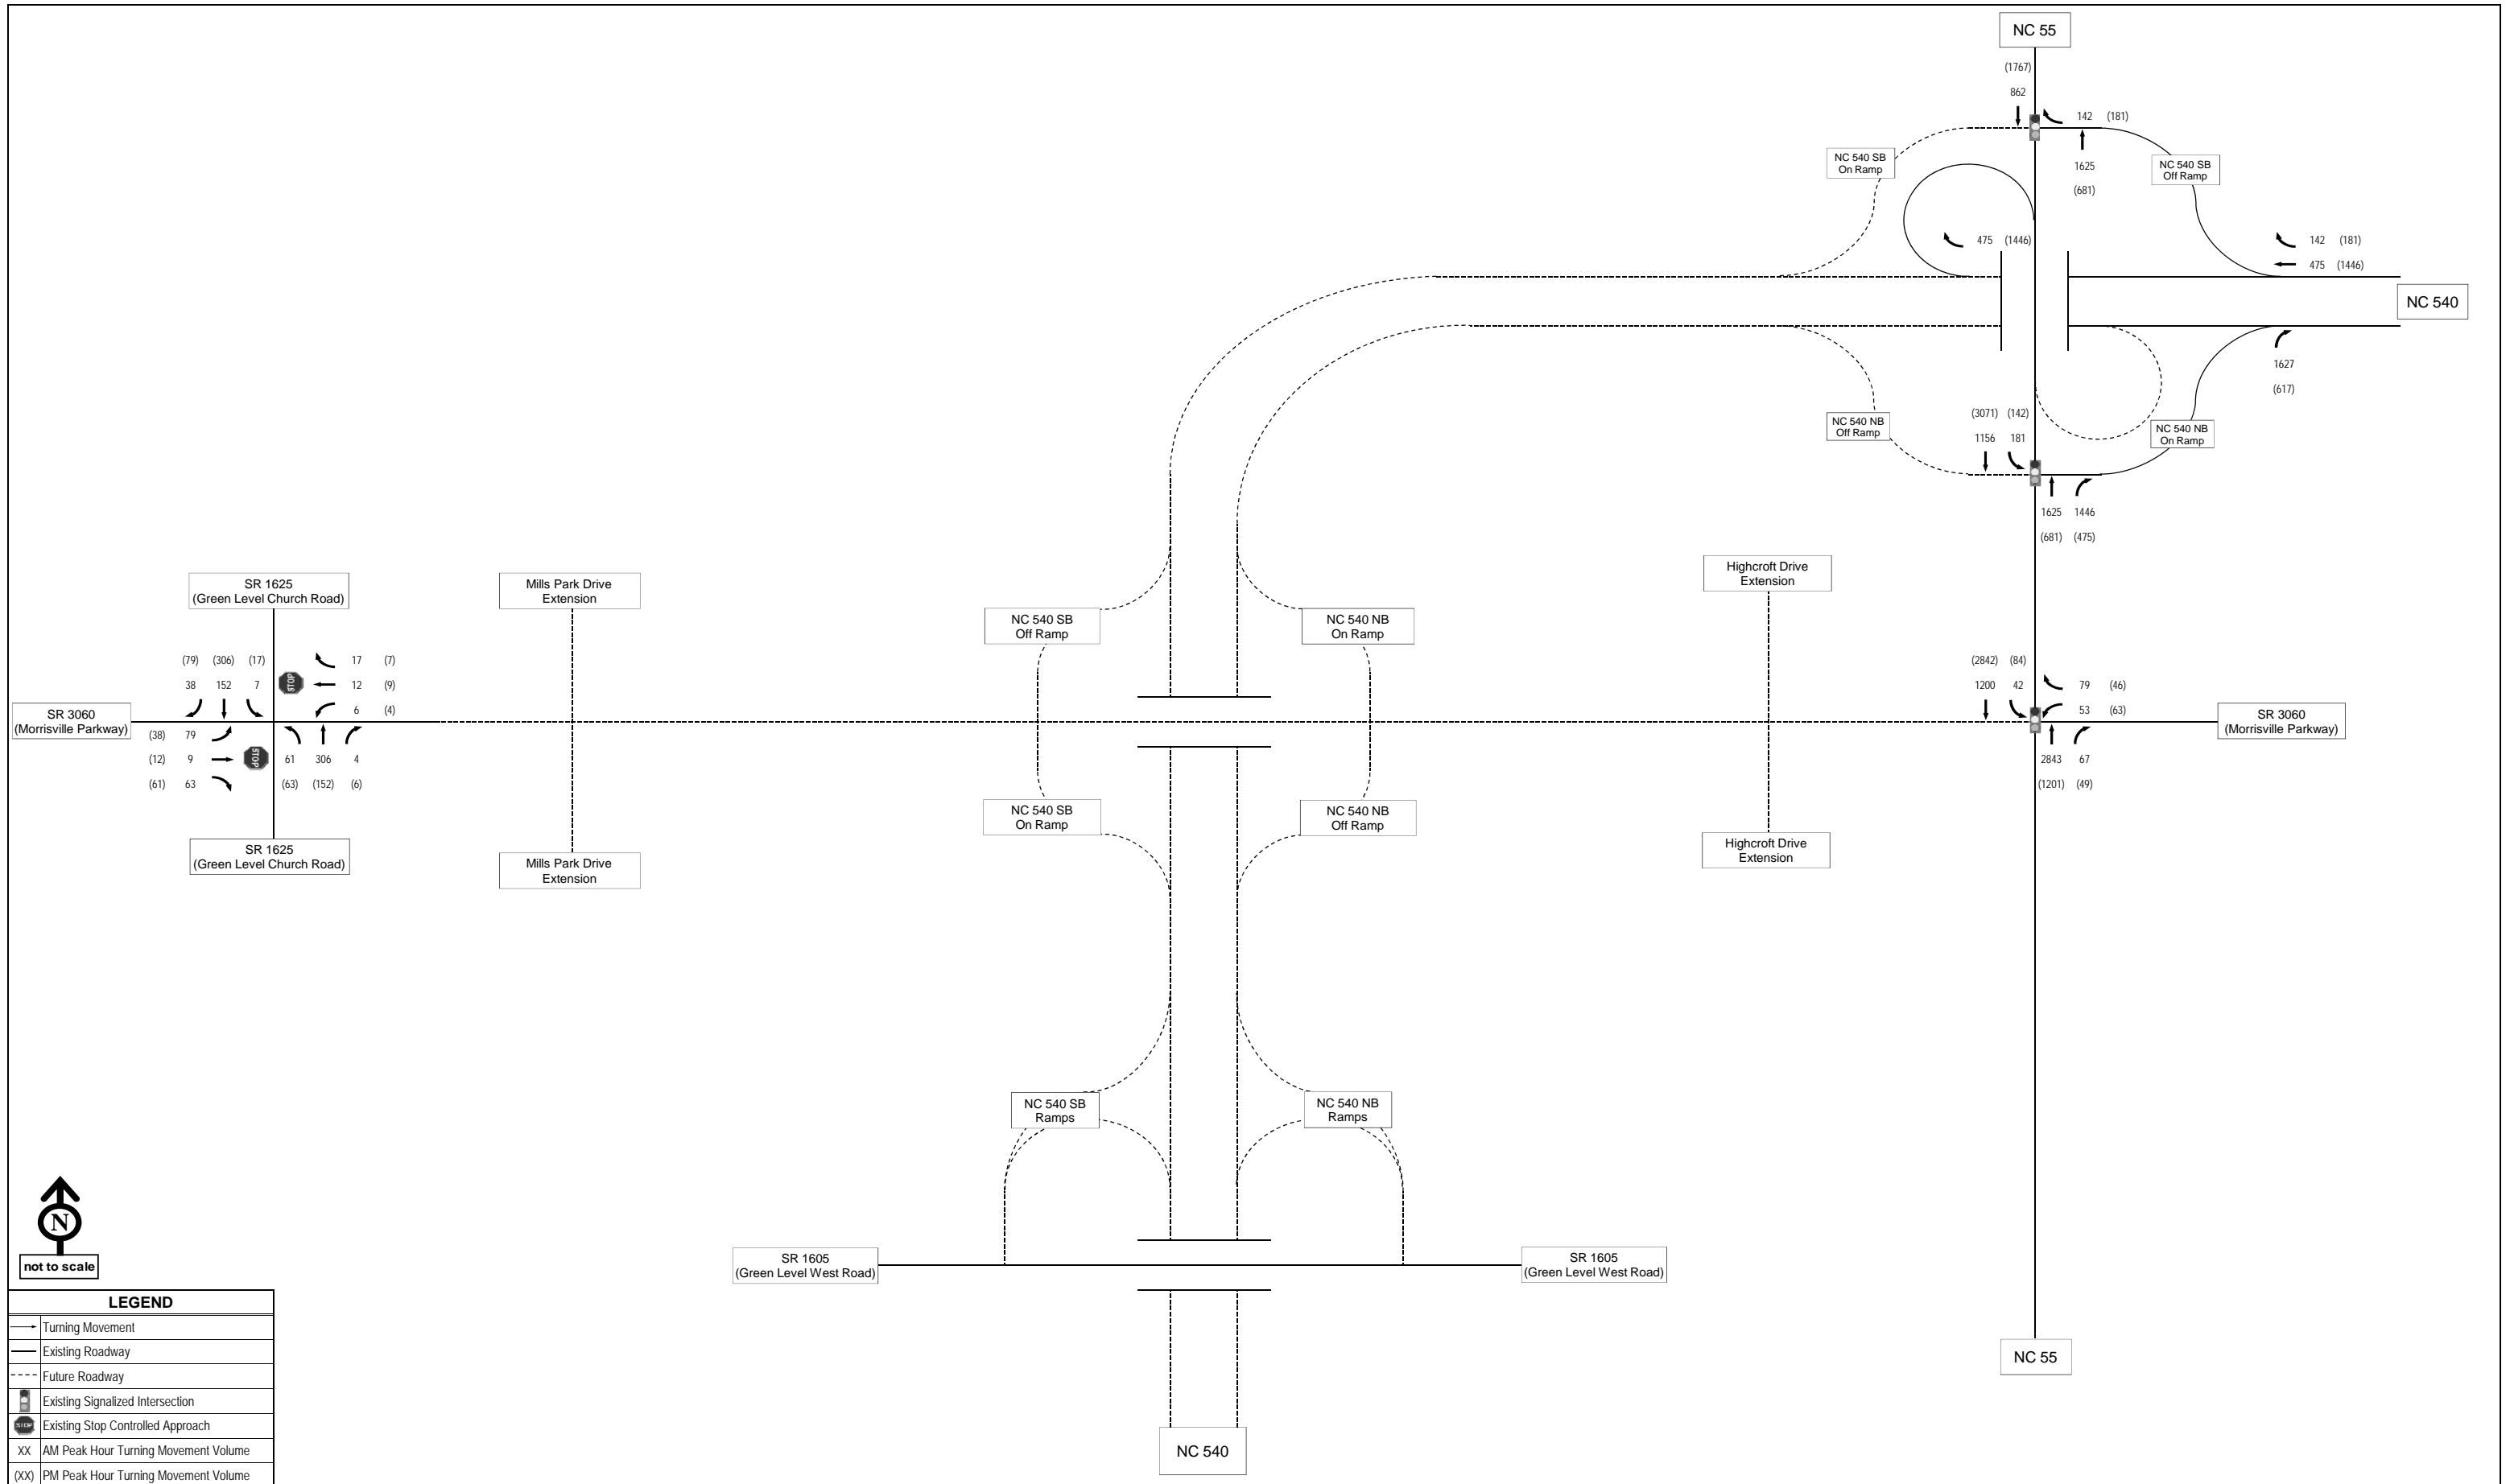 NC 55
(1767)
862
142 (181)
1625
(681)
NC 540 SB
On Ramp
NC 540 SB
Off Ramp
475 (1446)
142 (181)
475 (1446)
NC 540
1627
(617)
(3071) (142)
1156 181
NC 540 NB
Off Ramp
NC 540 NB
On Ramp
1625 1446
(681) (475)
SR 1625
(Green Level Church Road)
Mills Park Drive
Extension
NC 540 SB
Off Ramp
NC 540 NB
On Ramp
Highcroft Drive
Extension
(79) (306) (17)
38 152 7
STOP
17 (7)
12 (9)
6 (4)
SR 3060
(Morrisville Parkway)
(38) 79
(12) 9
(61) 63
STOP
61 306 4
(63) (152) (6)
(2842) (84)
1200 42
79 (46)
53 (63)
SR 3060
(Morrisville Parkway)
2843 67
(1201) (49)
SR 1625
(Green Level Church Road)
Mills Park Drive
Extension
NC 540 SB
On Ramp
NC 540 NB
Off Ramp
Highcroft Drive
Extension
NC 540 SB
Ramps
NC 540 NB
Ramps
N
not to scale
SR 1605
(Green Level West Road)
SR 1605
(Green Level West Road)
NC 55
NC 540
LEGEND
Turning Movement
Existing Roadway
Future Roadway
Existing Signalized Intersection
STOP Existing Stop Controlled Approach
XX AM Peak Hour Turning Movement Volume
(XX) PM Peak Hour Turning Movement Volume